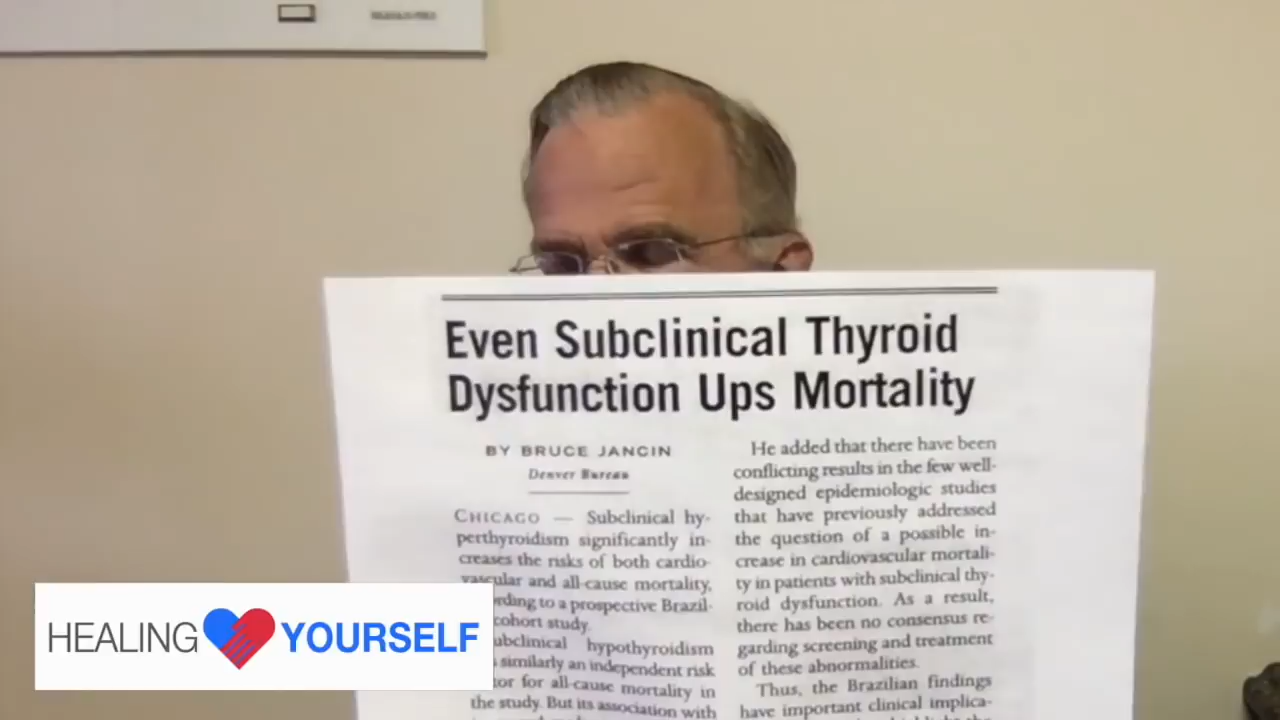 Even Subclinical Thyroid
Dysfunction Ups Mortality
BY BRUCE JANCIN
Denver Bureau
CHICAGO — Subclinical hy-
perthyroidism significantly in-
creases the risks of both cardio-
vascular and all-cause mortality,
rding to a prospective Brazil-
cohort study.
ubclinical hypothyroidism
similarly an independent risk
tor for all-cause mortality in
the study. But its association with
He added that there have been
conflicting results in the few well-
designed epidemiologic studies
that have previously addressed
the question of a possible in-
crease in cardiovascular mortali-
ty in patients with subclinical thy-
roid dysfunction. As a result,
there has been no consensus re-
garding screening and treatment
of these abnormalities.
Thus, the Brazilian findings
have important clinical implica-
HEALING YOURSELF